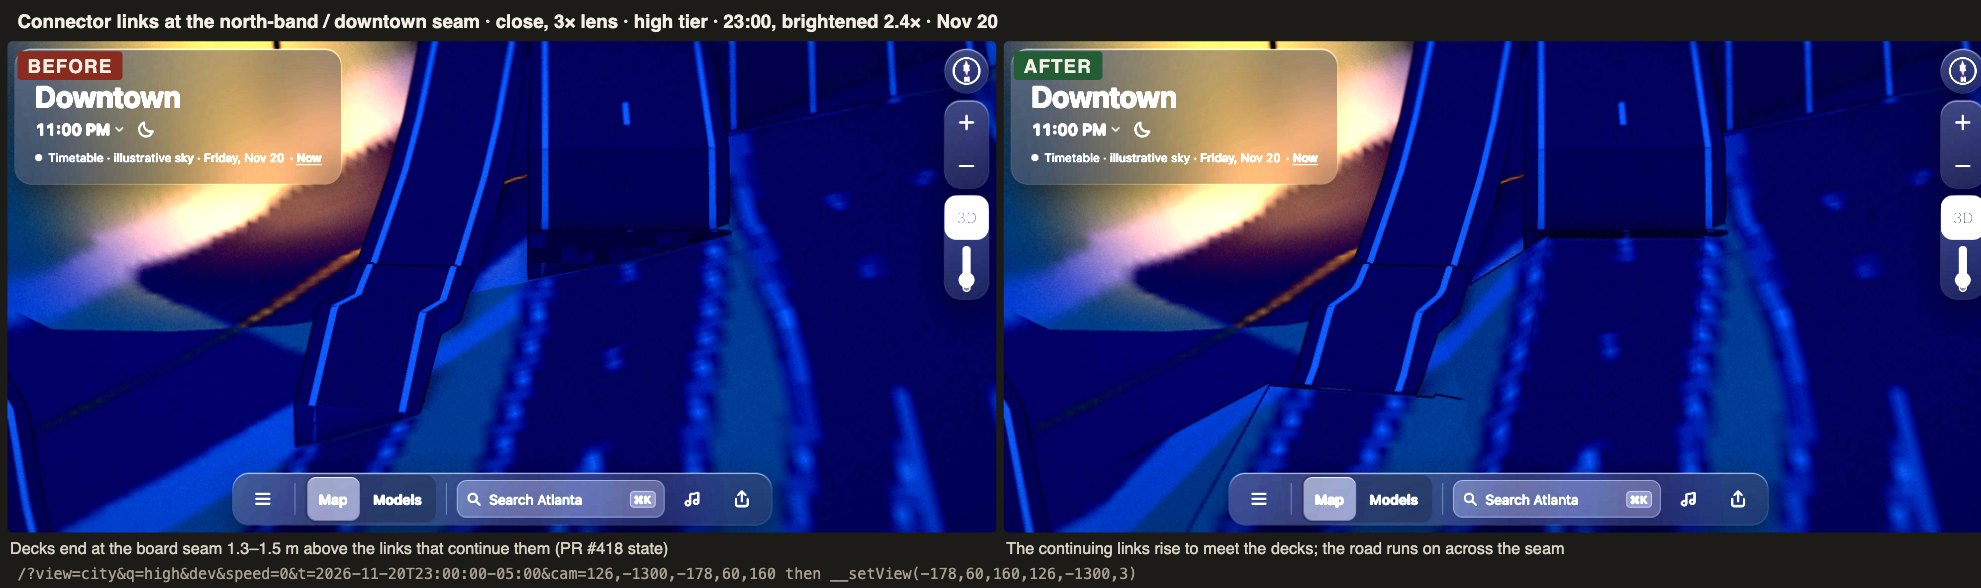 Connector links at the north-band / downtown seam · close, 3× lens · high tier · 23:00, brightened 2.4× · Nov 20
BEFORE
Downtown
11:00 PM
Timetable · illustrative sky · Friday, Nov 20 · Now
N
+
−
3D
Map
Models
Search Atlanta
⌘K
AFTER
Downtown
11:00 PM
Timetable · illustrative sky · Friday, Nov 20 · Now
N
+
−
3D
Map
Models
Search Atlanta
⌘K
Decks end at the board seam 1.3–1.5 m above the links that continue them (PR #418 state)
The continuing links rise to meet the decks; the road runs on across the seam
/?view=city&q=high&dev&speed=0&t=2026-11-20T23:00:00-05:00&cam=126,-1300,-178,60,160 then __setView(-178,60,160,126,-1300,3)